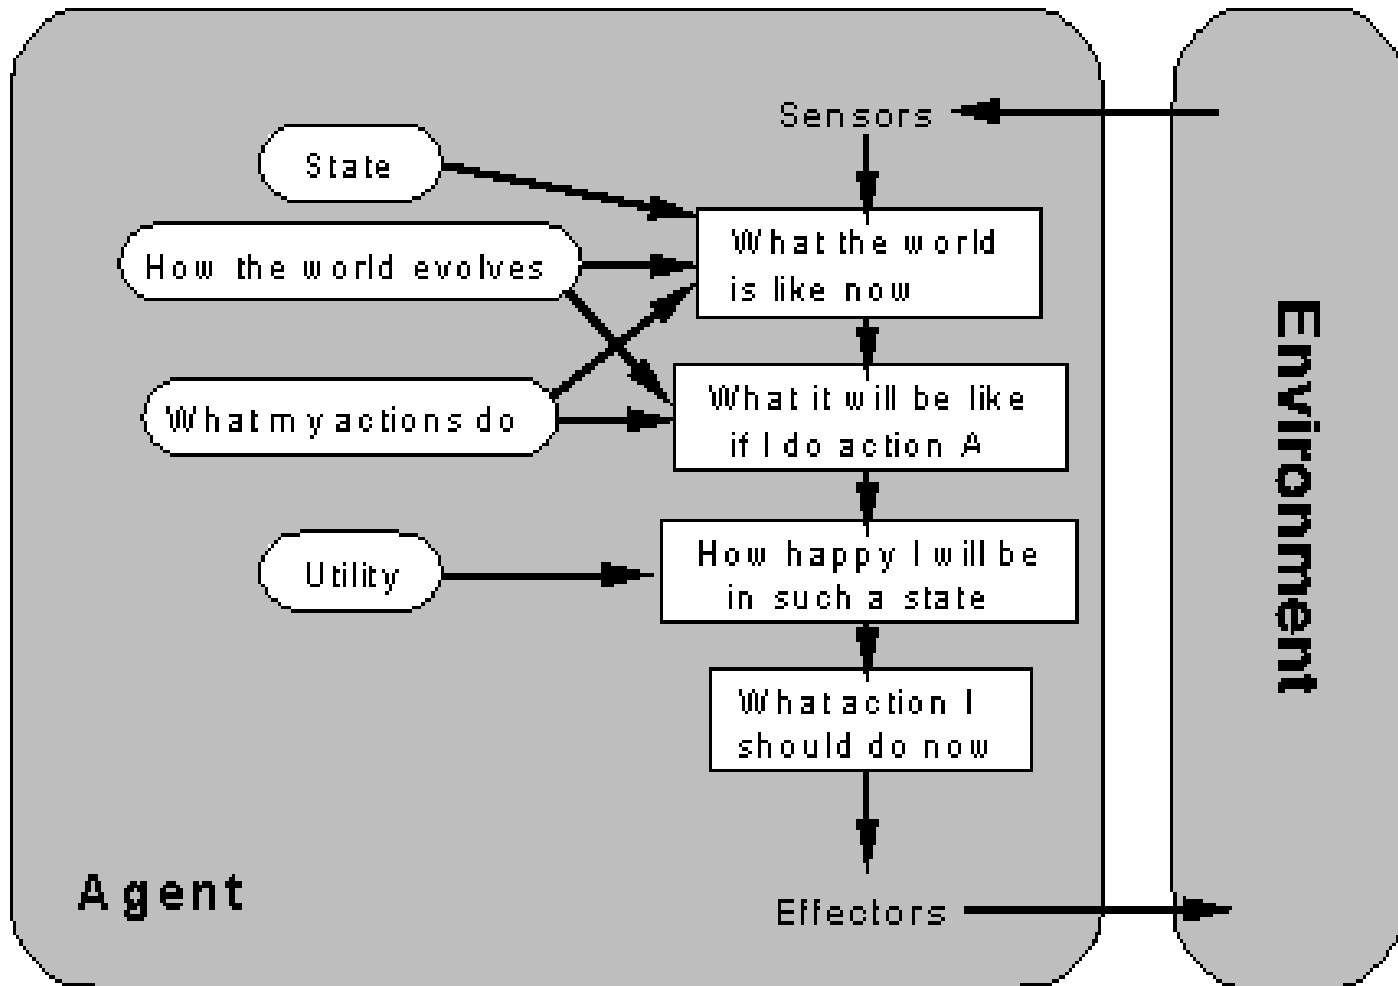 Sensors
State
What the world
is like now
How the world evolves
What my actions do
What it will be like
if I do action A
Utility
How happy I will be
in such a state
What action I
should do now
Agent
Effectors
Environment